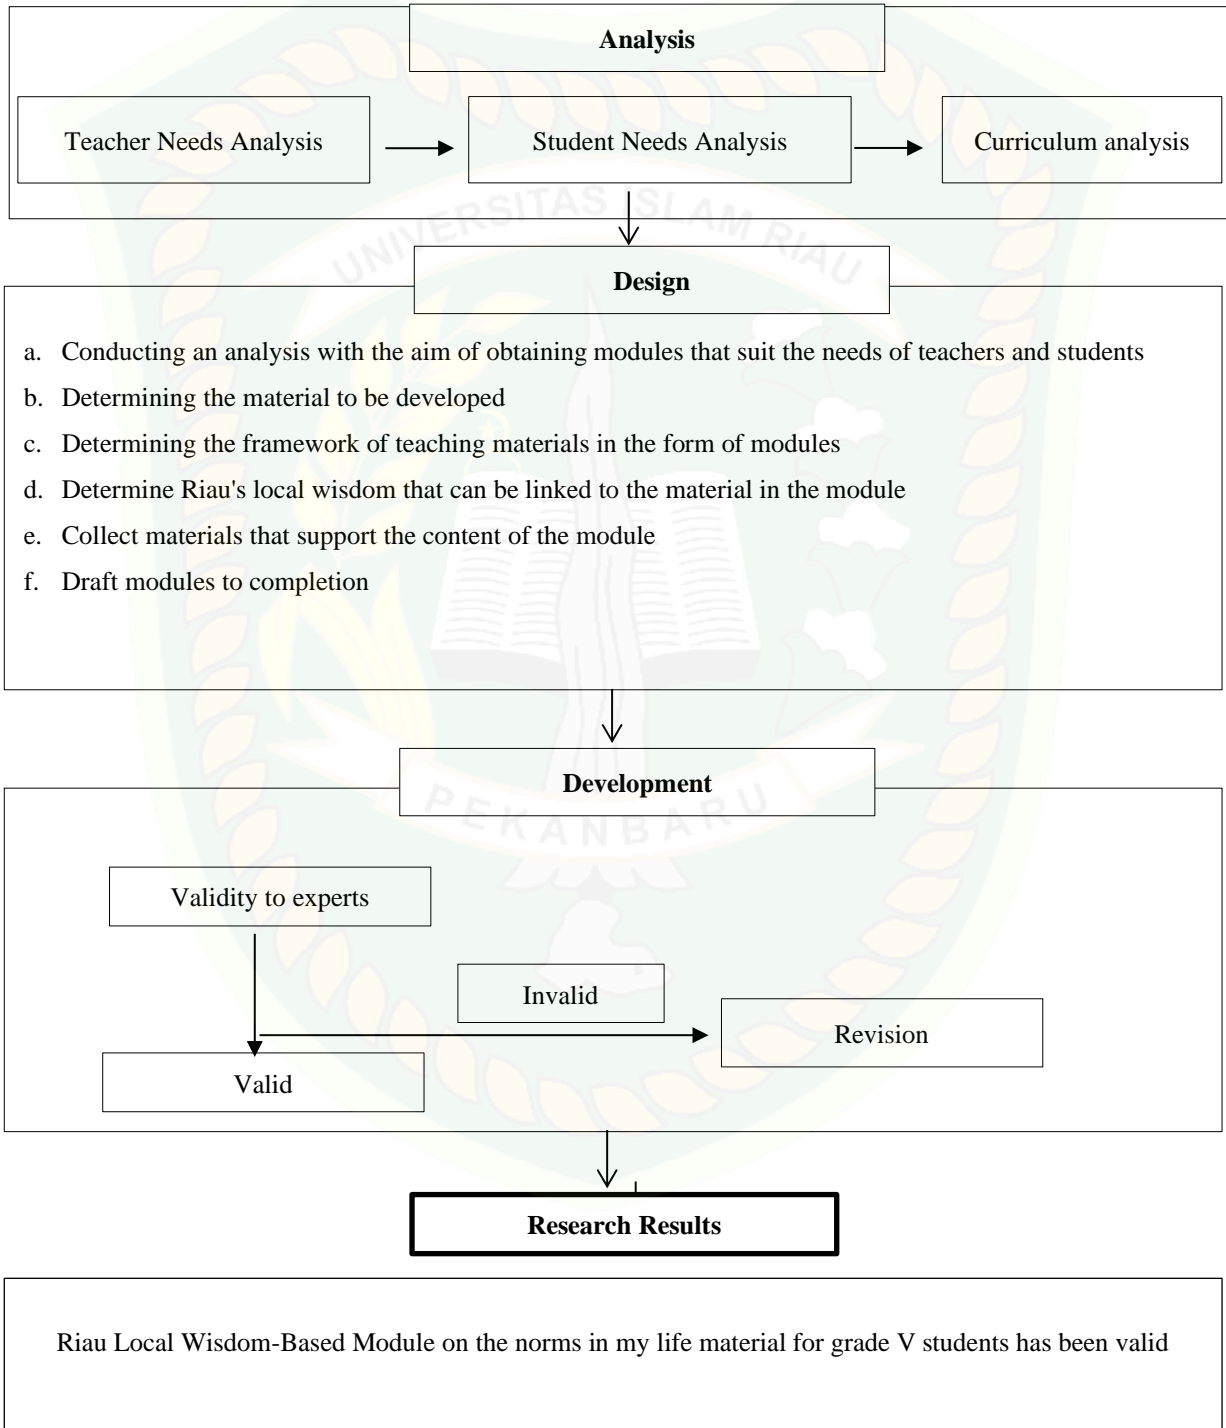 Analysis
Teacher Needs Analysis
Student Needs Analysis
Curriculum analysis
UNIVERSITAS ISLAM RIAU
Design
a. Conducting an analysis with the aim of obtaining modules that suit the needs of teachers and students
b. Determining the material to be developed
c. Determining the framework of teaching materials in the form of modules
d. Determine Riau's local wisdom that can be linked to the material in the module
e. Collect materials that support the content of the module
f. Draft modules to completion
Development
PEKANBARU
Validity to experts
Invalid
Revision
Valid
Research Results
Riau Local Wisdom-Based Module on the norms in my life material for grade V students has been valid